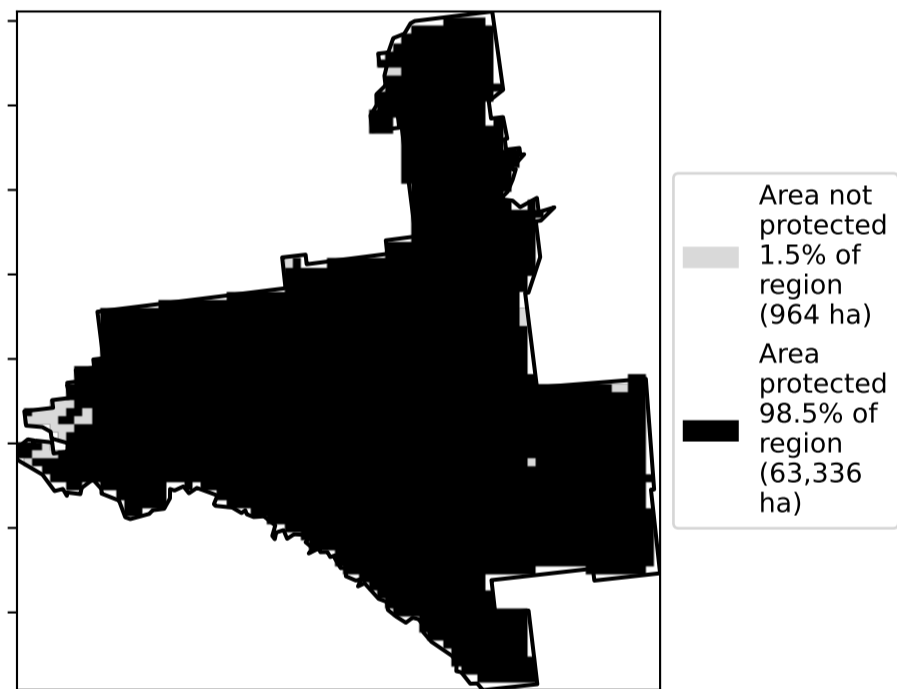 Area not
protected
1.5% of
region
(964 ha)
Area
protected
98.5% of
region
(63,336
ha)